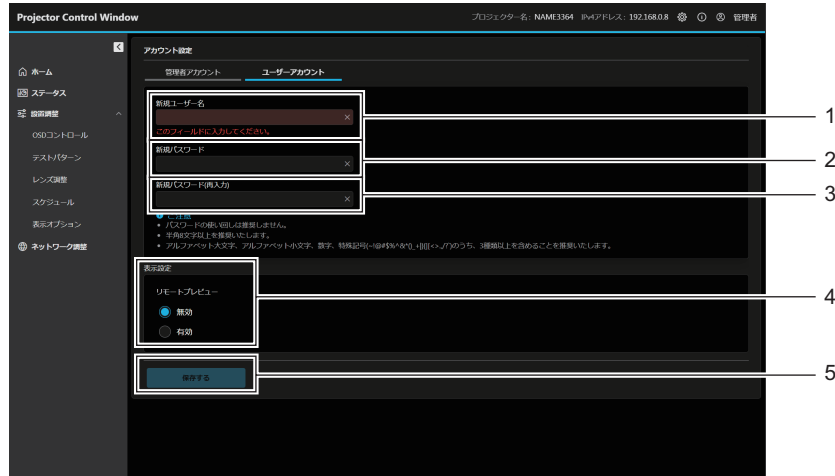 Projector Control Window
プロジェクター名: NAME3364 IPv4アドレス: 192.168.0.8 管理者
アカウント設定
管理者アカウント ユーザーアカウント
ホーム
ステータス
設置調整
OSDコントロール
テストパターン
レンズ調整
スケジュール
表示オプション
ネットワーク調整
新規ユーザー名
このフィールドに入力してください。
新規パスワード
新規パスワード(再入力)
ご注意
• パスワードの使い回しは推奨しません。
• 半角8文字以上を推奨いたします。
• アルファベット大文字、アルファベット小文字、数字、特殊記号のうち、3種類以上を含めることを推奨いたします。
表示設定
リモートプレビュー
無効
有効
保存する
1
2
3
4
5